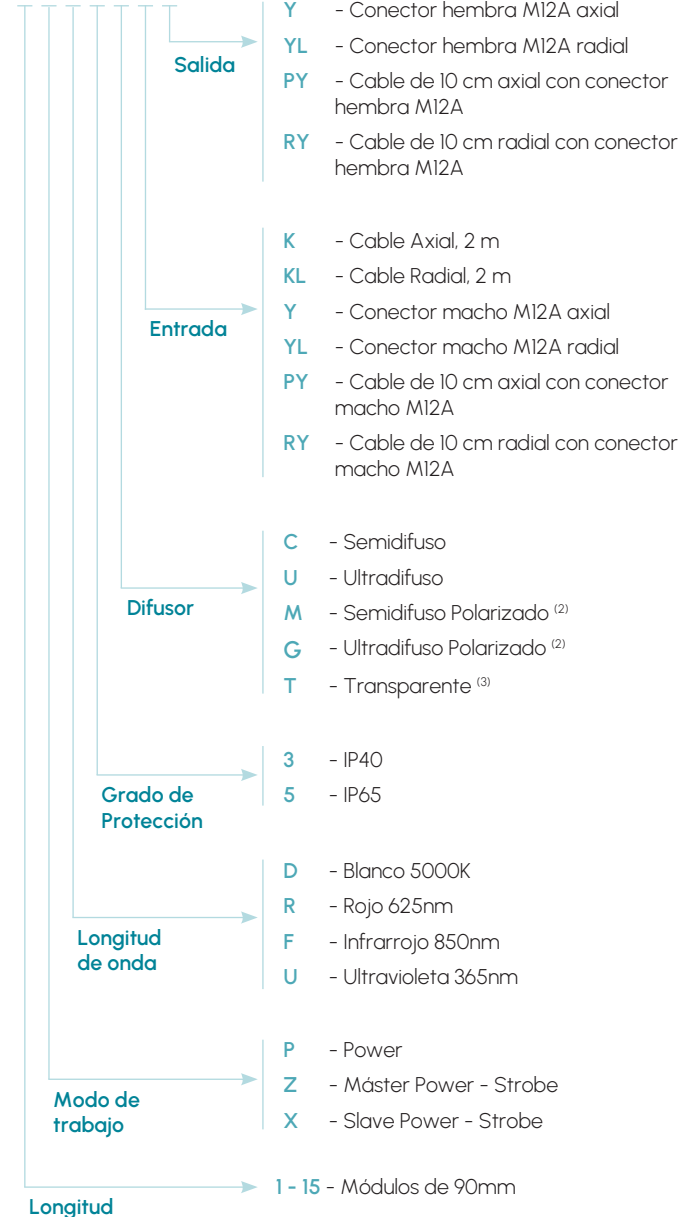 Salida
Y - Conector hembra M12A axial
YL - Conector hembra M12A radial
PY - Cable de 10 cm axial con conector
hembra M12A
RY - Cable de 10 cm radial con conector
hembra M12A
Entrada
K - Cable Axial, 2 m
KL - Cable Radial, 2 m
Y - Conector macho M12A axial
YL - Conector macho M12A radial
PY - Cable de 10 cm axial con conector
macho M12A
RY - Cable de 10 cm radial con conector
macho M12A
Difusor
C - Semidifuso
U - Ultradifuso
M - Semidifuso Polarizado (2)
G - Ultradifuso Polarizado (2)
T - Transparente (3)
Grado de
Protección
3 - IP40
5 - IP65
Longitud
de onda
D - Blanco 5000K
R - Rojo 625nm
F - Infrarrojo 850nm
U - Ultravioleta 365nm
Modo de
trabajo
P - Power
Z - Máster Power - Strobe
X - Slave Power - Strobe
Longitud
1 - 15 - Módulos de 90mm